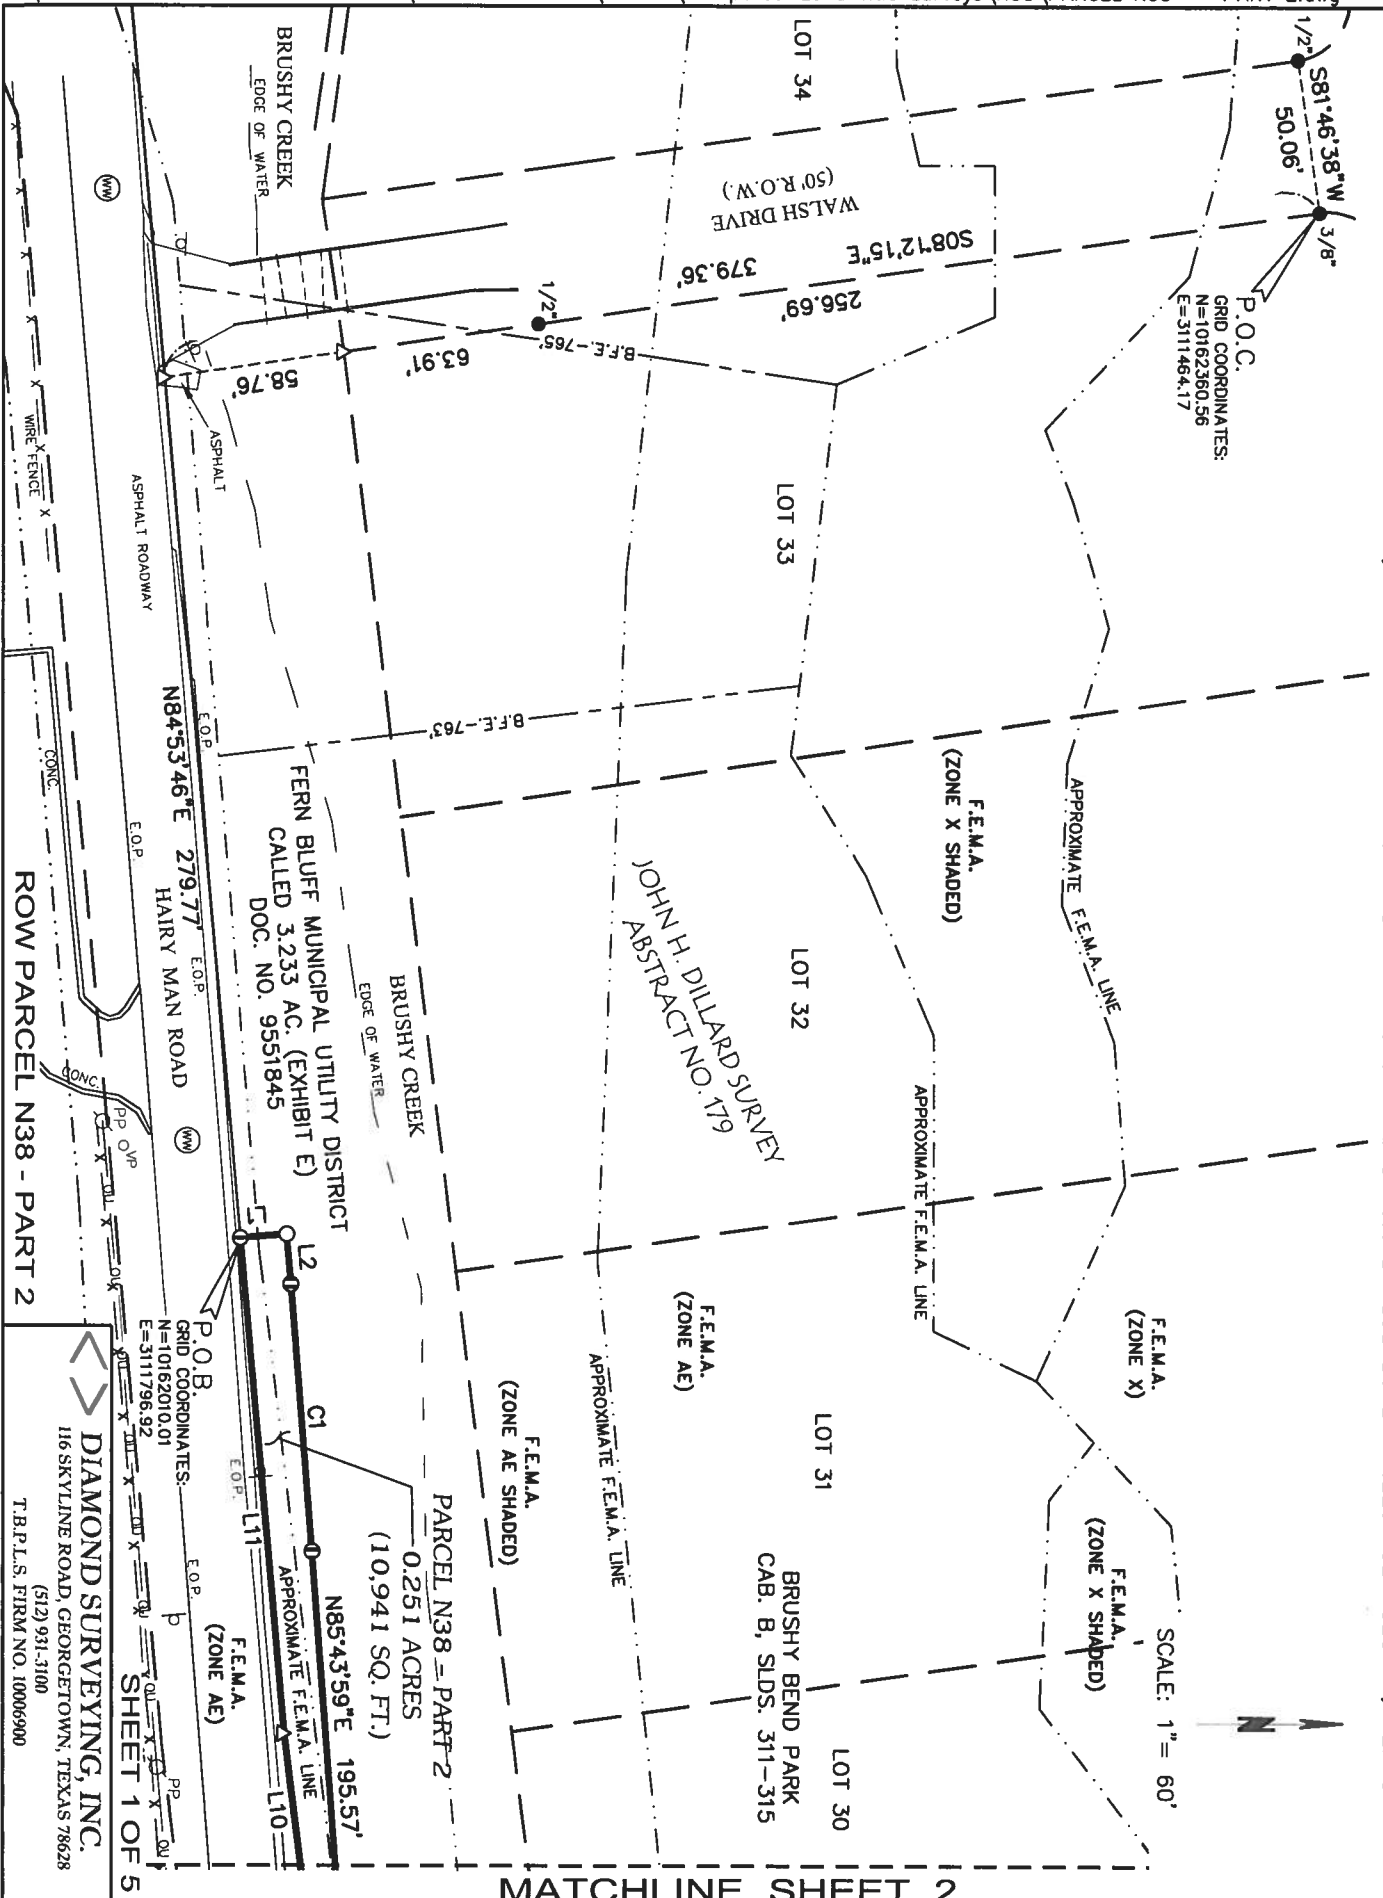 1/2"
S81°46'38"W
50.06'
3/8"
P.O.C.
GRID COORDINATES:
N=10162360.56
E=3111464.17
SCALE: 1"= 60'
N
LOT 34
WALSH DRIVE
(50' R.O.W.)
S08°12'15"E
379.36'
256.69'
1/2"
63.91'
58.76'
B.F.E.-765'
BRUSHY CREEK
EDGE OF WATER
WW
ASPHALT
LOT 33
B.F.E.-763'
F.E.M.A.
(ZONE X SHADED)
APPROXIMATE F.E.M.A. LINE
LOT 32
JOHN H. DILLARD SURVEY
ABSTRACT NO. 179
APPROXIMATE F.E.M.A. LINE
F.E.M.A.
(ZONE X)
F.E.M.A.
(ZONE X SHADED)
LOT 31
BRUSHY BEND PARK
CAB. B, SLDS. 311-315
LOT 30
F.E.M.A.
(ZONE AE)
APPROXIMATE F.E.M.A. LINE
F.E.M.A.
(ZONE AE SHADED)
BRUSHY CREEK
EDGE OF WATER
FERN BLUFF MUNICIPAL UTILITY DISTRICT
CALLED 3.233 AC. (EXHIBIT E)
DOC. NO. 9551845
PARCEL N38 - PART 2
0.251 ACRES
(10,941 SQ. FT.)
L2
C1
N85°43'59"E 195.57'
APPROXIMATE F.E.M.A. LINE
L11
L10
E.O.P.
E.O.P.
N84°53'46"E 279.77'
E.O.P.
E.O.P.
ASPHALT ROADWAY
HAIRY MAN ROAD
WW
WIRE FENCE
X
CONC.
CONC.
PP
VP
OU
P.O.B.
GRID COORDINATES:
N=10162010.01
E=3111796.92
E.O.P.
F.E.M.A.
(ZONE AE)
PP
ROW PARCEL N38 - PART 2
DIAMOND SURVEYING, INC.
116 SKYLINE ROAD, GEORGETOWN, TEXAS 78628
(512) 931-3100
T.B.P.L.S. FIRM NO. 10006900
SHEET 1 OF 5
MATCHLINE SHEET 2